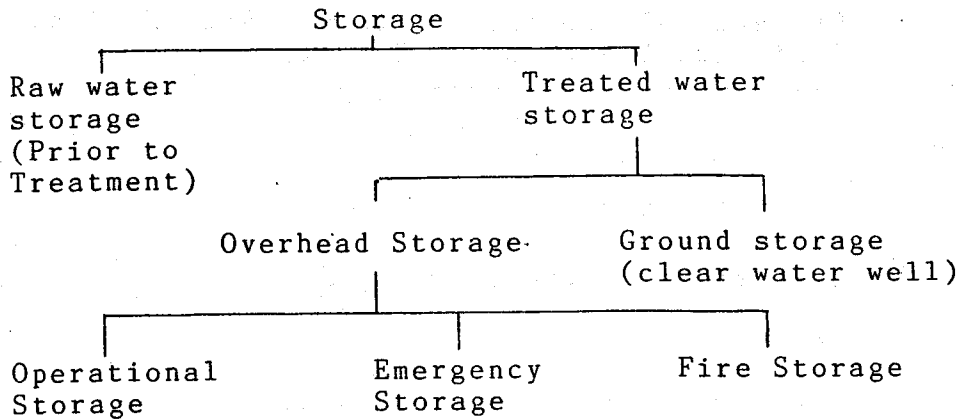 Storage
Raw water
storage
(Prior to
Treatment)
Treated water
storage
Overhead Storage
Ground storage
(clear water well)
Operational
Storage
Emergency
Storage
Fire Storage